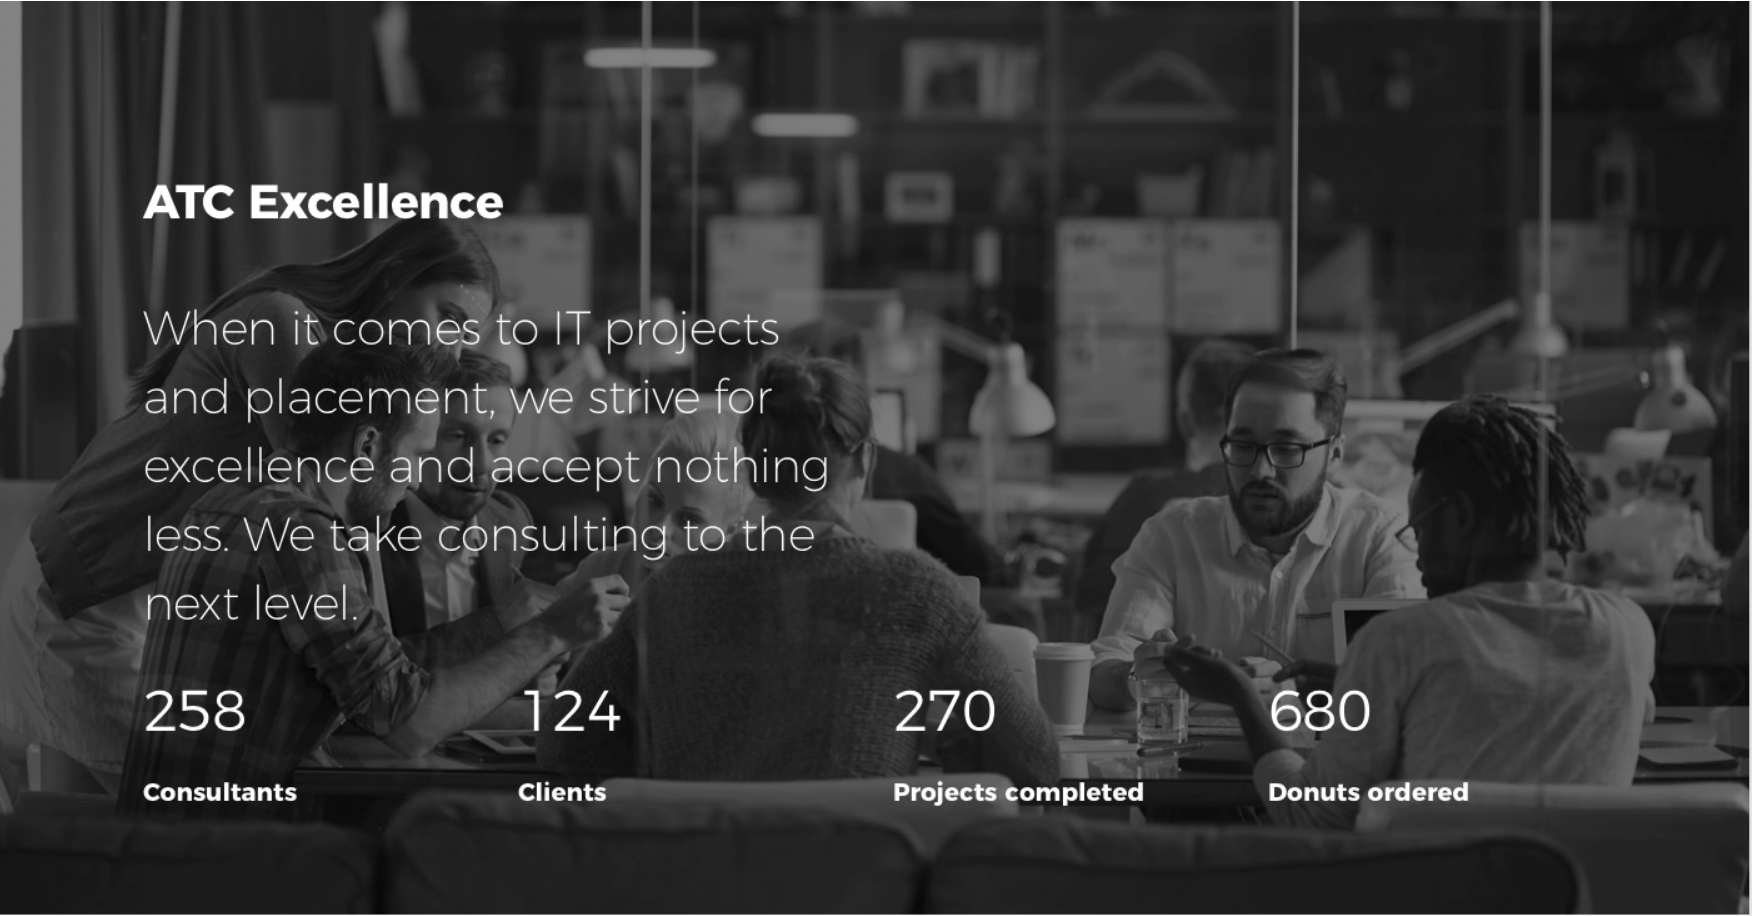 ATC Excellence
When it comes to IT projects
and placement, we strive for
excellence and accept nothing
less. We take consulting to the
next level.
258
124
270
680
Consultants
Clients
Projects completed
Donuts ordered